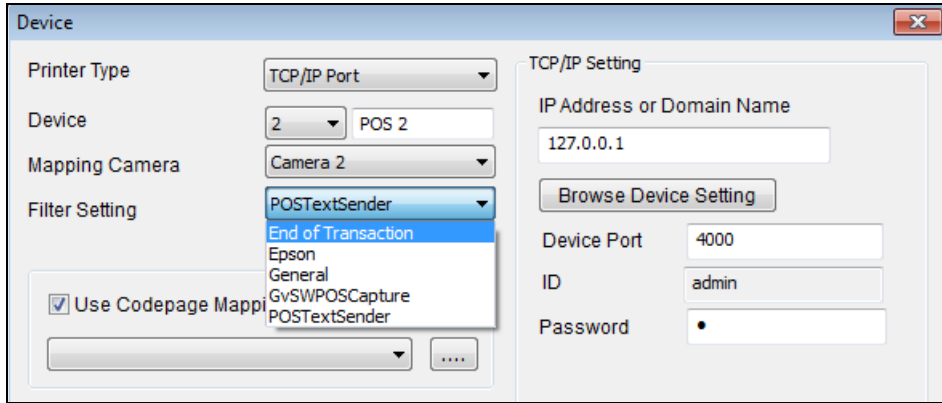 Device
Printer Type
TCP/IP Port
Device
2
POS 2
Mapping Camera
Camera 2
Filter Setting
POSTextSender
End of Transaction
Epson
General
GvSWPOSCapture
POSTextSender
Use Codepage Mappi
....
TCP/IP Setting
IP Address or Domain Name
127.0.0.1
Browse Device Setting
Device Port
4000
ID
admin
Password
•